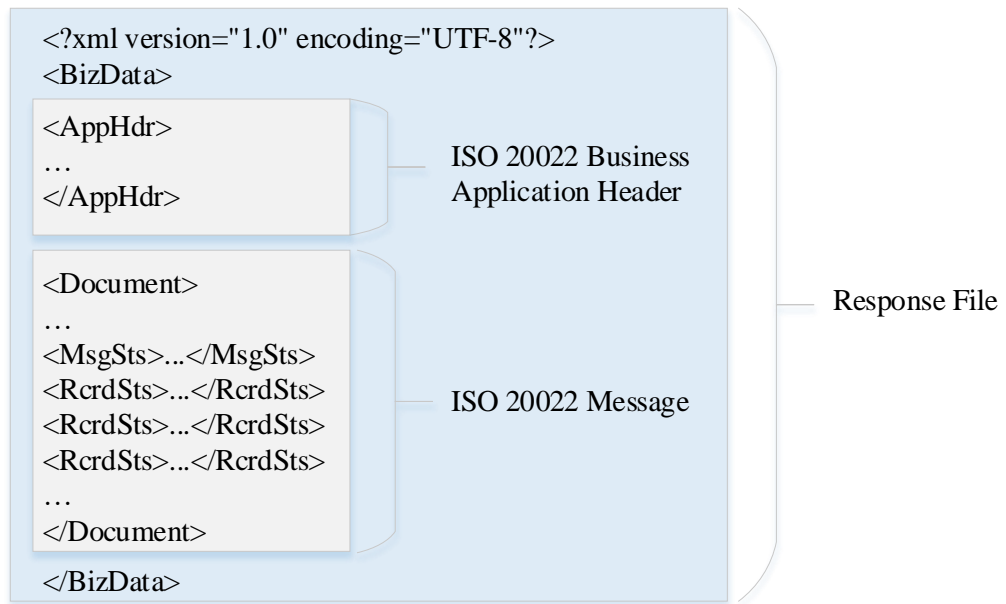 <?xml version="1.0" encoding="UTF-8"?>
<BizData>
<AppHdr>
…
</AppHdr>
ISO 20022 Business
Application Header
<Document>
…
<MsgSts>...</MsgSts>
<RcrdSts>...</RcrdSts>
<RcrdSts>...</RcrdSts>
<RcrdSts>...</RcrdSts>
…
</Document>
ISO 20022 Message
</BizData>
Response File